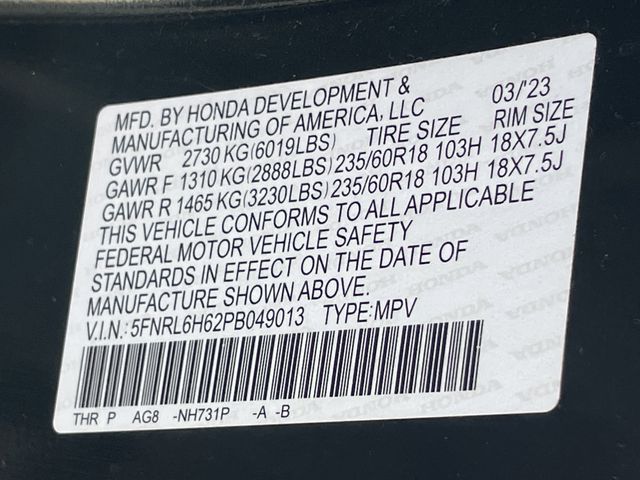 MFD. BY HONDA DEVELOPMENT &
MANUFACTURING OF AMERICA, LLC 03/'23
GVWR 2730 KG(6019LBS) TIRE SIZE RIM SIZE
GAWR F 1310 KG(2888LBS) 235/60R18 103H 18X7.5J
GAWR R 1465 KG(3230LBS) 235/60R18 103H 18X7.5J
THIS VEHICLE CONFORMS TO ALL APPLICABLE
FEDERAL MOTOR VEHICLE SAFETY
STANDARDS IN EFFECT ON THE DATE OF
MANUFACTURE SHOWN ABOVE.
V.I.N.:5FNRL6H62PB049013 TYPE:MPV
THR P AG8 -NH731P -A -B